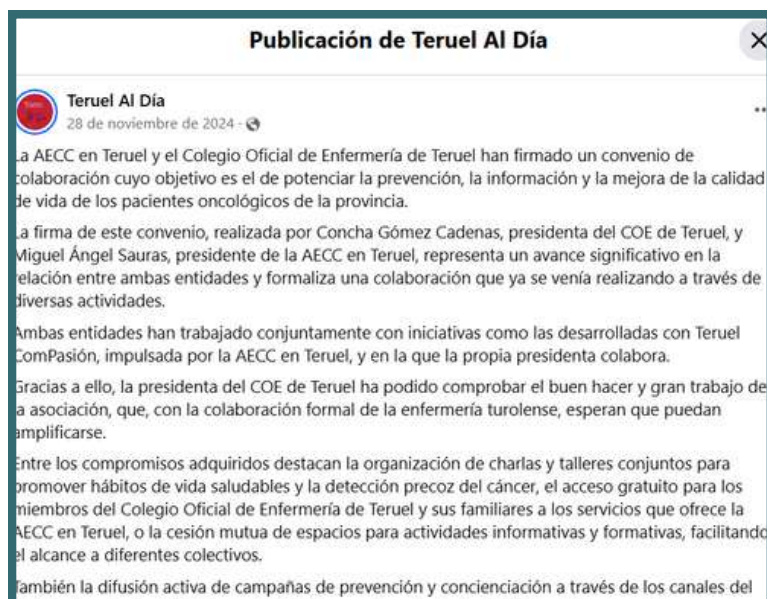 Publicación de Teruel Al Día
Teruel Al Día
28 de noviembre de 2024 ·
La AECC en Teruel y el Colegio Oficial de Enfermería de Teruel han firmado un convenio de
colaboración cuyo objetivo es el de potenciar la prevención, la información y la mejora de la calidad
de vida de los pacientes oncológicos de la provincia.
La firma de este convenio, realizada por Concha Gómez Cadenas, presidenta del COE de Teruel, y
Miguel Ángel Sauras, presidente de la AECC en Teruel, representa un avance significativo en la
relación entre ambas entidades y formaliza una colaboración que ya se venía realizando a través de
diversas actividades.
Ambas entidades han trabajado conjuntamente con iniciativas como las desarrolladas con Teruel
ComPasión, impulsada por la AECC en Teruel, y en la que la propia presidenta colabora.
Gracias a ello, la presidenta del COE de Teruel ha podido comprobar el buen hacer y gran trabajo de
la asociación, que, con la colaboración formal de la enfermería turolense, esperan que puedan
amplificarse.
Entre los compromisos adquiridos destacan la organización de charlas y talleres conjuntos para
promover hábitos de vida saludables y la detección precoz del cáncer, el acceso gratuito para los
miembros del Colegio Oficial de Enfermería de Teruel y sus familiares a los servicios que ofrece la
AECC en Teruel, o la cesión mutua de espacios para actividades informativas y formativas, facilitando
el alcance a diferentes colectivos.
También la difusión activa de campañas de prevención y concienciación a través de los canales del